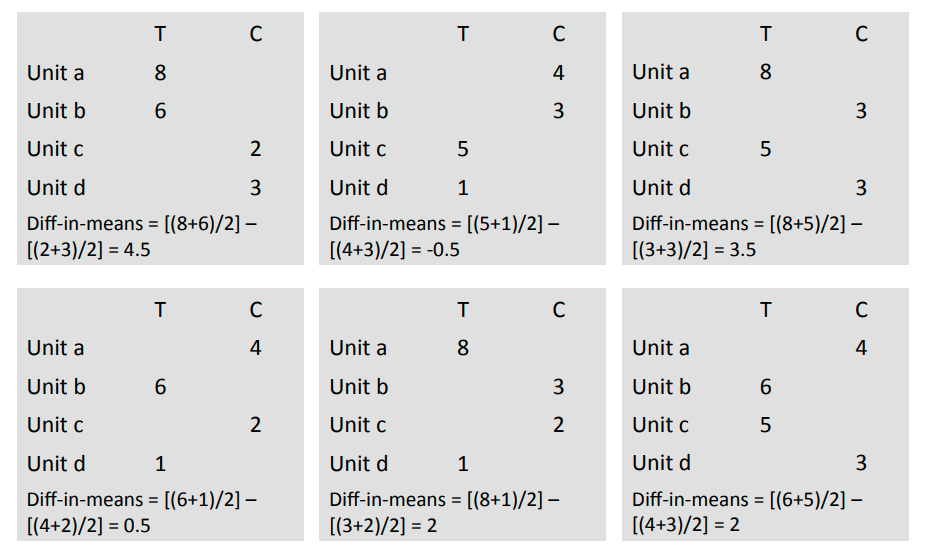 T C
Unit a 8
Unit b 6
Unit c 2
Unit d 3
Diff-in-means = [(8+6)/2] –
[(2+3)/2] = 4.5
T C
Unit a 4
Unit b 3
Unit c 5
Unit d 1
Diff-in-means = [(5+1)/2] –
[(4+3)/2] = -0.5
T C
Unit a 8
Unit b 3
Unit c 5
Unit d 3
Diff-in-means = [(8+5)/2] –
[(3+3)/2] = 3.5
T C
Unit a 4
Unit b 6
Unit c 2
Unit d 1
Diff-in-means = [(6+1)/2] –
[(4+2)/2] = 0.5
T C
Unit a 8
Unit b 3
Unit c 2
Unit d 1
Diff-in-means = [(8+1)/2] –
[(3+2)/2] = 2
T C
Unit a 4
Unit b 6
Unit c 5
Unit d 3
Diff-in-means = [(6+5)/2] –
[(4+3)/2] = 2